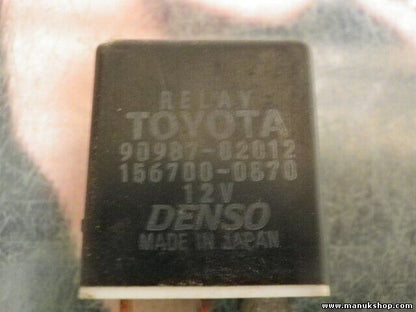 RELAY
TOYOTA
90987-02012
156700-0870
12V
DENSO
MADE IN JAPAN
www.manukshop.com